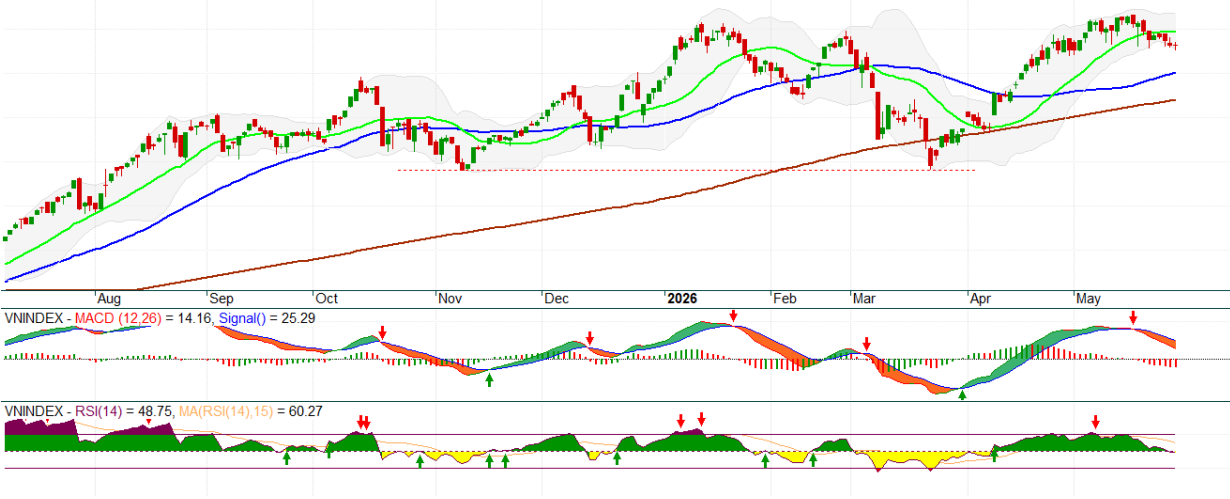 Aug Sep Oct Nov Dec 2026 Feb Mar Apr May
VNINDEX - MACD (12,26) = 14.16, Signal() = 25.29
VNINDEX - RSI(14) = 48.75, MA(RSI(14),15) = 60.27